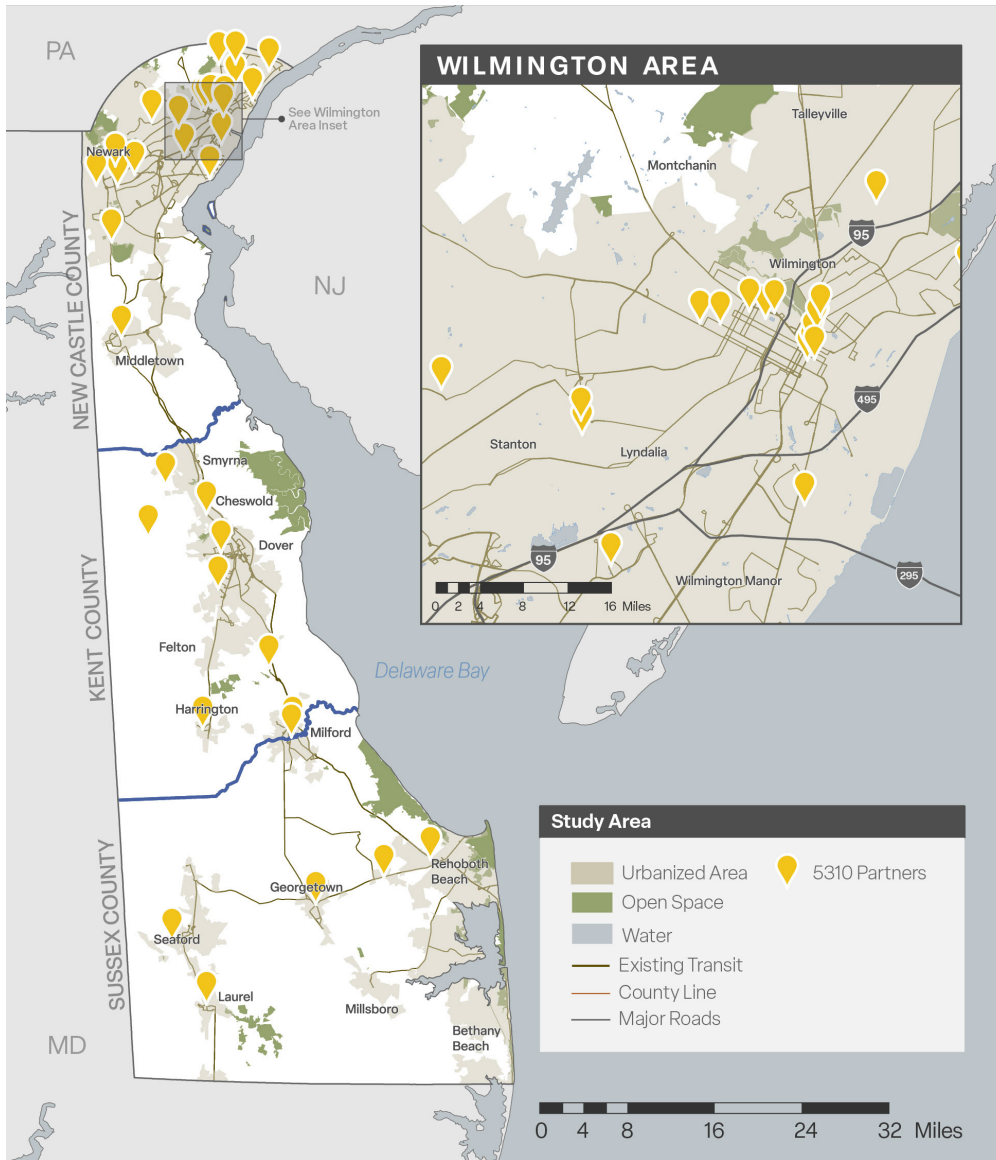 PA
See Wilmington
Area Inset
Newark
NEW CASTLE COUNTY
NJ
Middletown
Smyrna
Cheswold
Dover
KENT COUNTY
Felton
Harrington
Milford
Delaware Bay
SUSSEX COUNTY
Rehoboth
Beach
Georgetown
Seaford
Laurel
Millsboro
Bethany
Beach
MD
WILMINGTON AREA
Talleyville
Montchanin
95
Wilmington
495
Stanton
Lyndalia
95
295
Wilmington Manor
0 2 4 8 12 16 Miles
Study Area
Urbanized Area
5310 Partners
Open Space
Water
Existing Transit
County Line
Major Roads
0 4 8 16 24 32 Miles